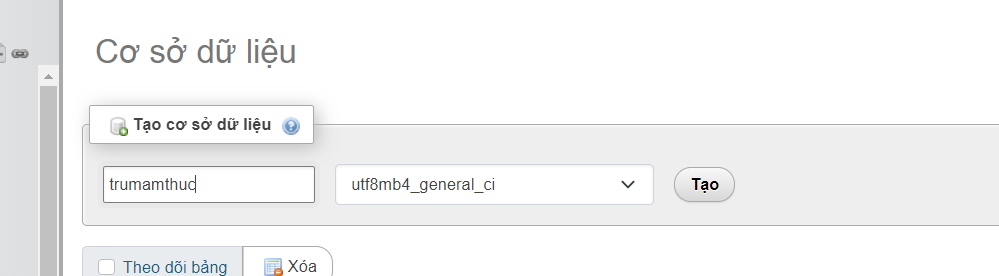 Cơ sở dữ liệu
Tạo cơ sở dữ liệu
trumamthuc
utf8mb4_general_ci
Tạo
Theo dõi bảng
Xóa